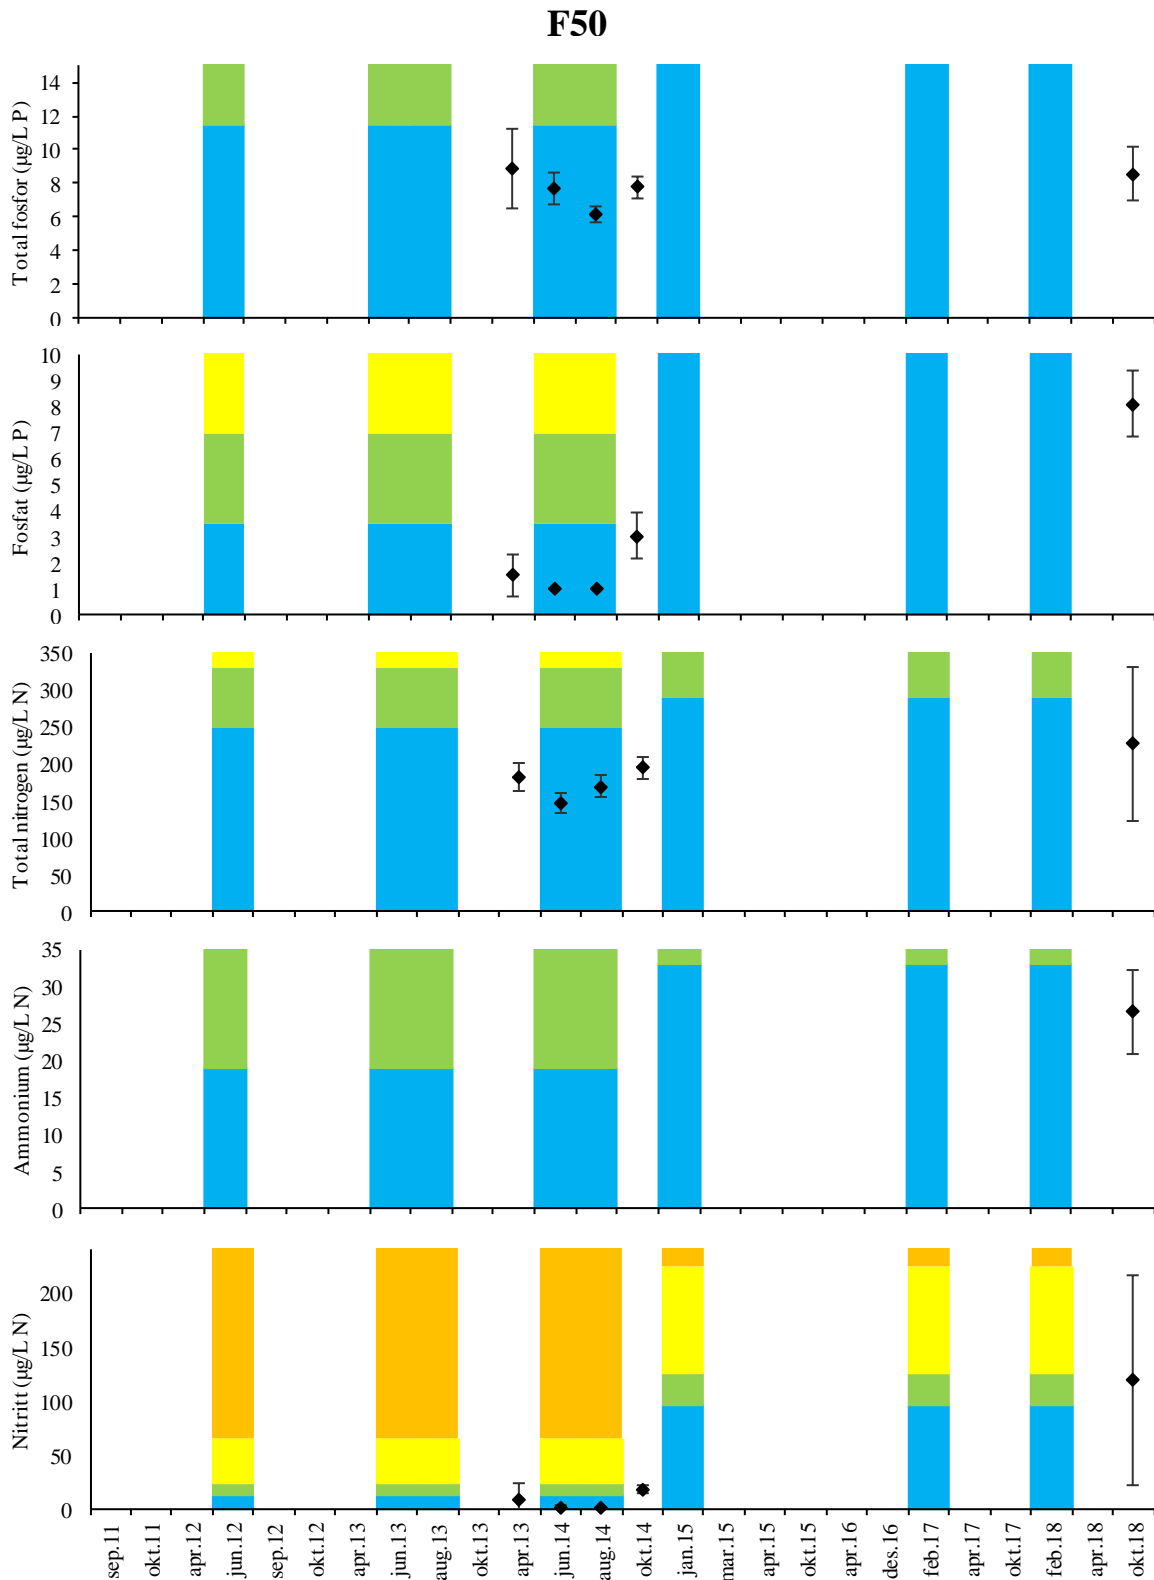 F50
Total fosfor (µg/L P)
14
12
10
8
6
4
2
0
Fosfat (µg/L P)
10
9
8
7
6
5
4
3
2
1
0
Total nitrogen (µg/L N)
350
300
250
200
150
100
50
0
Ammonium (µg/L N)
35
30
25
20
15
10
5
0
Nitritt (µg/L N)
200
150
100
50
0
sep.11
okt.11
apr.12
jun.12
sep.12
okt.12
apr.13
jun.13
aug.13
okt.13
apr.13
jun.14
aug.14
okt.14
jan.15
mar.15
apr.15
okt.15
apr.16
des.16
feb.17
apr.17
okt.17
feb.18
apr.18
okt.18